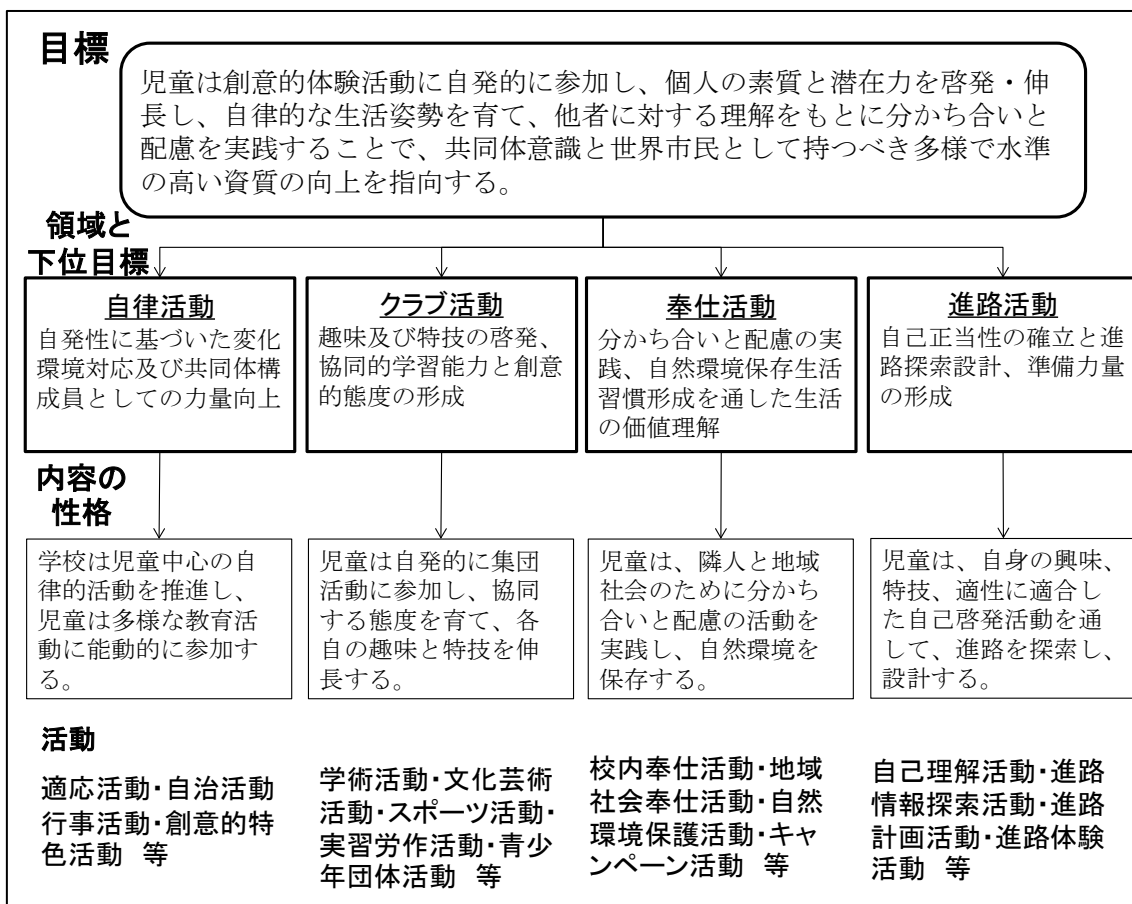 目標
児童は創意的体験活動に自発的に参加し、個人の素質と潜在力を啓発・伸
長し、自律的な生活姿勢を育て、他者に対する理解をもとに分かち合いと
配慮を実践することで、共同体意識と世界市民として持つべき多様で水準
の高い資質の向上を指向する。
領域と
下位目標
自律活動
自発性に基づいた変化
環境対応及び共同体構
成員としての力量向上
クラブ活動
趣味及び特技の啓発、
協同的学習能力と創意
的態度の形成
奉仕活動
分かち合いと配慮の実
践、自然環境保存生活
習慣形成を通した生活
の価値理解
進路活動
自己正当性の確立と進
路探索設計、準備力量
の形成
内容の
性格
学校は児童中心の自
律的活動を推進し、
児童は多様な教育活
動に能動的に参加す
る。
児童は自発的に集団
活動に参加し、協同
する態度を育て、各
自の趣味と特技を伸
長する。
児童は、隣人と地域
社会のために分かち
合いと配慮の活動を
実践し、自然環境を
保存する。
児童は、自身の興味、
特技、適性に適合し
た自己啓発活動を通
して、進路を探索し、
設計する。
活動
適応活動・自治活動
行事活動・創意的特
色活動 等
学術活動・文化芸術
活動・スポーツ活動・
実習労作活動・青少
年団体活動 等
校内奉仕活動・地域
社会奉仕活動・自然
環境保護活動・キャ
ンペーン活動 等
自己理解活動・進路
情報探索活動・進路
計画活動・進路体験
活動 等